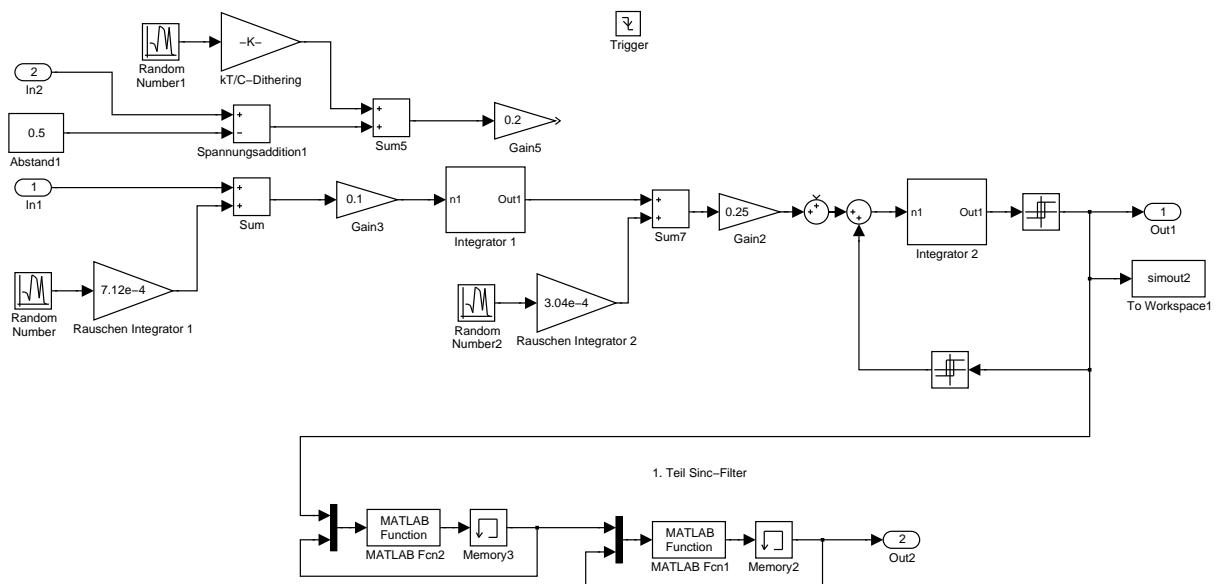 Trigger
-K-
Random
Number1
kT/C-Dithering
2
In2
+
-
Spannungsaddition1
0.5
Abstand1
+
+
Sum5
0.2
Gain5
1
In1
+
+
Sum
0.1
Gain3
n1
Out1
Integrator 1
+
+
Sum7
0.25
Gain2
+
+
+
+
n1
Out1
Integrator 2
1
Out1
simout2
To Workspace1
Random
Number
7.12e-4
Rauschen Integrator 1
Random
Number2
3.04e-4
Rauschen Integrator 2
1. Teil Sinc-Filter
MATLAB
Function
MATLAB Fcn2
Memory3
MATLAB
Function
MATLAB Fcn1
Memory2
2
Out2